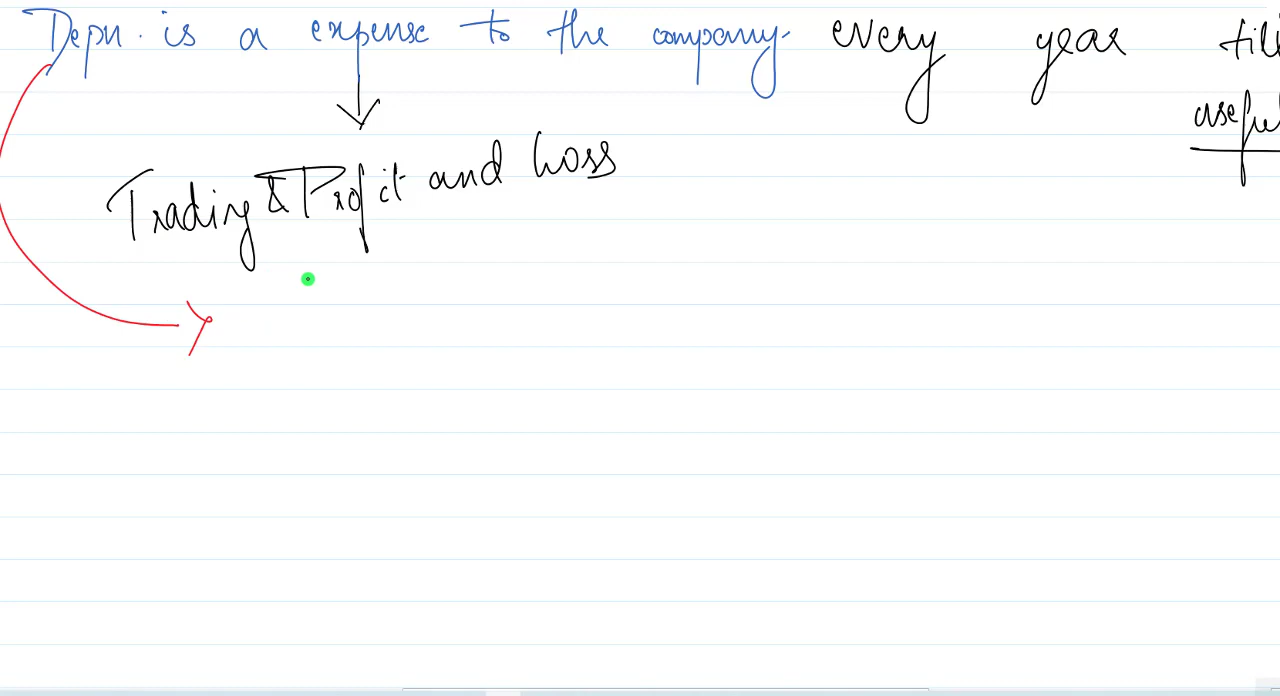 Depn. is a expense to the company. every year till
useful
Trading & Profit and Loss